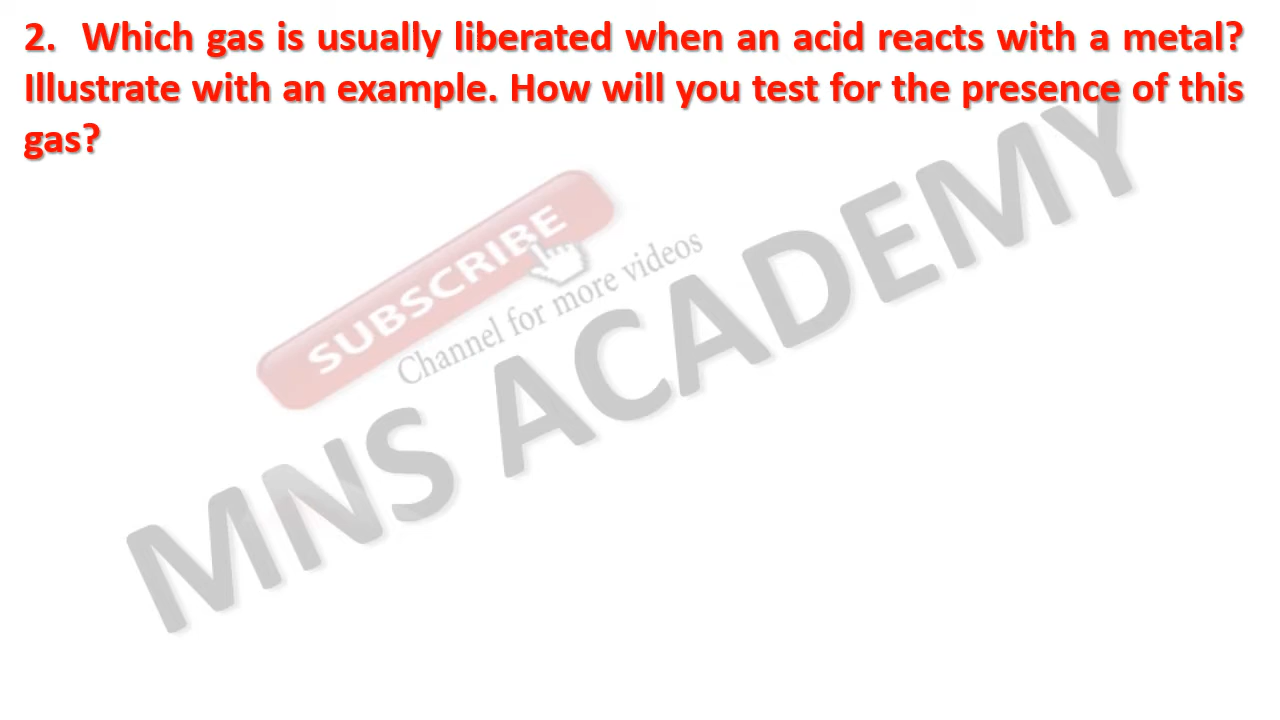 2. Which gas is usually liberated when an acid reacts with a metal?
Illustrate with an example. How will you test for the presence of this
gas?
SUBSCRIBE
Channel for more videos
MNS ACADEMY